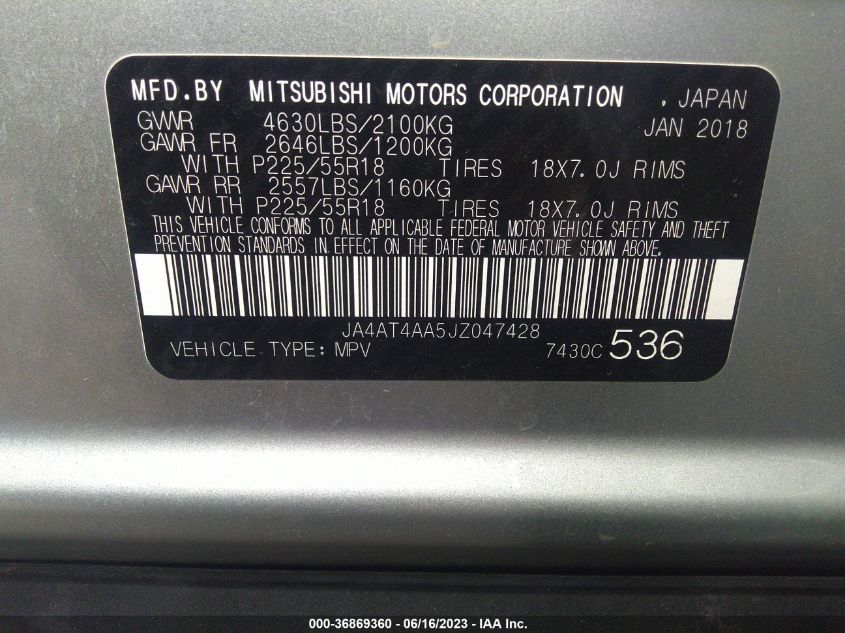 MFD.BY MITSUBISHI MOTORS CORPORATION , JAPAN
GVWR 4630LBS/2100KG JAN 2018
GAWR FR 2646LBS/1200KG
WITH P225/55R18 TIRES 18X7.0J RIMS
GAWR RR 2557LBS/1160KG
WITH P225/55R18 TIRES 18X7.0J RIMS
THIS VEHICLE CONFORMS TO ALL APPLICABLE FEDERAL MOTOR VEHICLE SAFETY AND THEFT
PREVENTION STANDARDS IN EFFECT ON THE DATE OF MANUFACTURE SHOWN ABOVE.
JA4AT4AA5JZ047428
VEHICLE TYPE: MPV 7430C 536
000-36869360 - 06/16/2023 - IAA Inc.